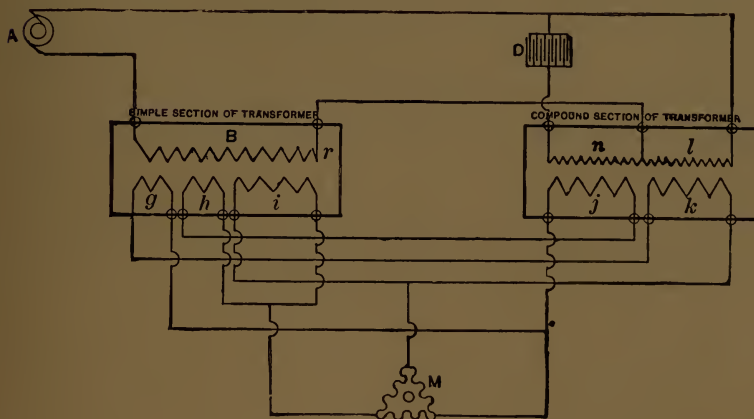 A
D
SIMPLE SECTION OF TRANSFORMER
COMPOUND SECTION OF TRANSFORMER
B
r
n
l
g
h
i
j
k
M